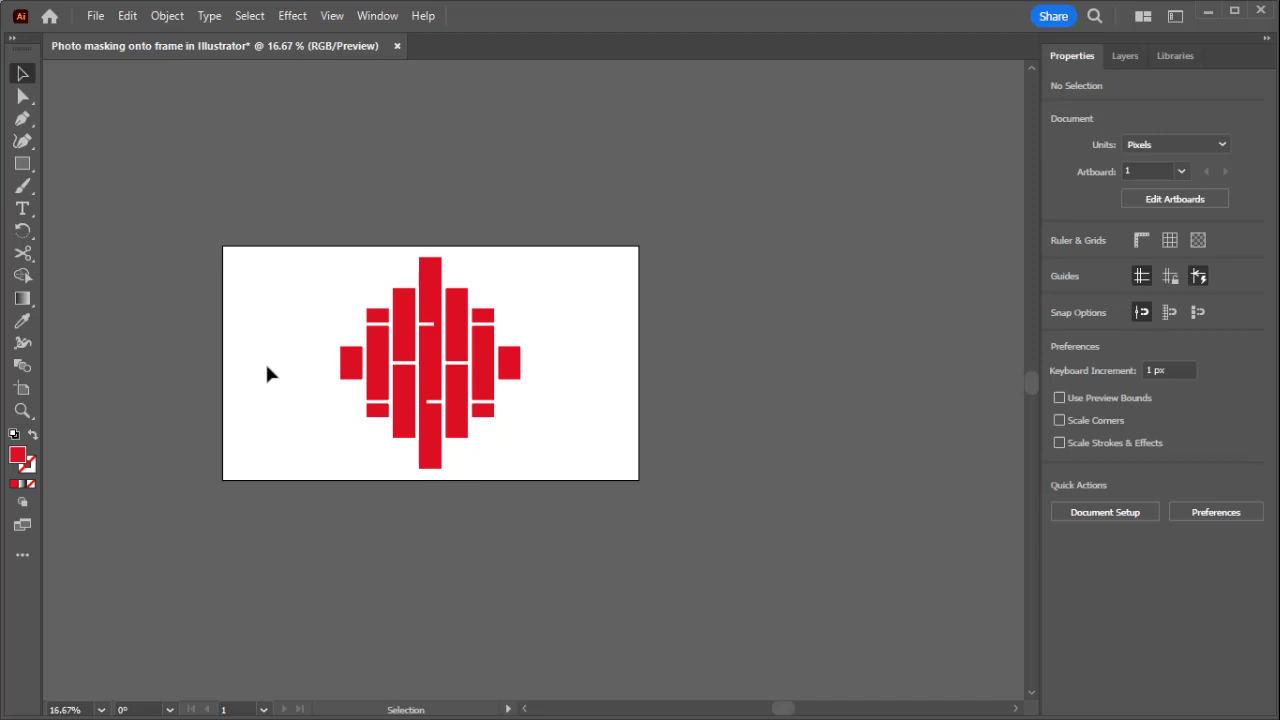 Ai File Edit Object Type Select Effect View Window Help Share
Photo masking onto frame in Illustrator* @ 16.67 % (RGB/Preview) ×
Properties Layers Libraries
No Selection
Document
Units: Pixels
Artboard: 1
Edit Artboards
Ruler & Grids
Guides
Snap Options
Preferences
Keyboard Increment: 1 px
Use Preview Bounds
Scale Corners
Scale Strokes & Effects
Quick Actions
Document Setup Preferences
16.67% 0° 1 Selection